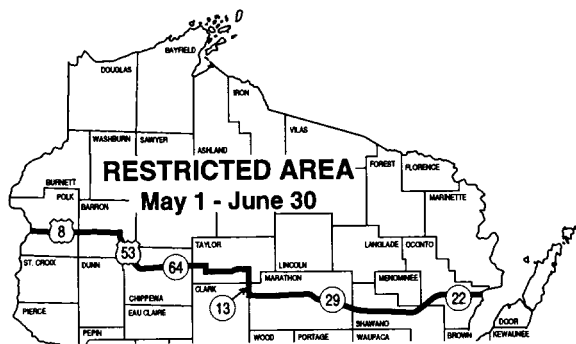 BAYFIELD
DOUGLAS
IRON
VILAS
WASHBURN
SAWYER
ASHLAND
FOREST
FLORENCE
RESTRICTED AREA
May 1 - June 30
BURNETT
POLK
BARRON
MARINETTE
8
53
64
TAYLOR
LINCOLN
LANGLADE
OCONTO
ST. CROIX
DUNN
CHIPPEWA
CLARK
MARATHON
MENOMINEE
13
29
22
EAU CLAIRE
PIERCE
PEPIN
WOOD
PORTAGE
SHAWANO
WAUPACA
BROWN
DOOR
KEWAUNEE